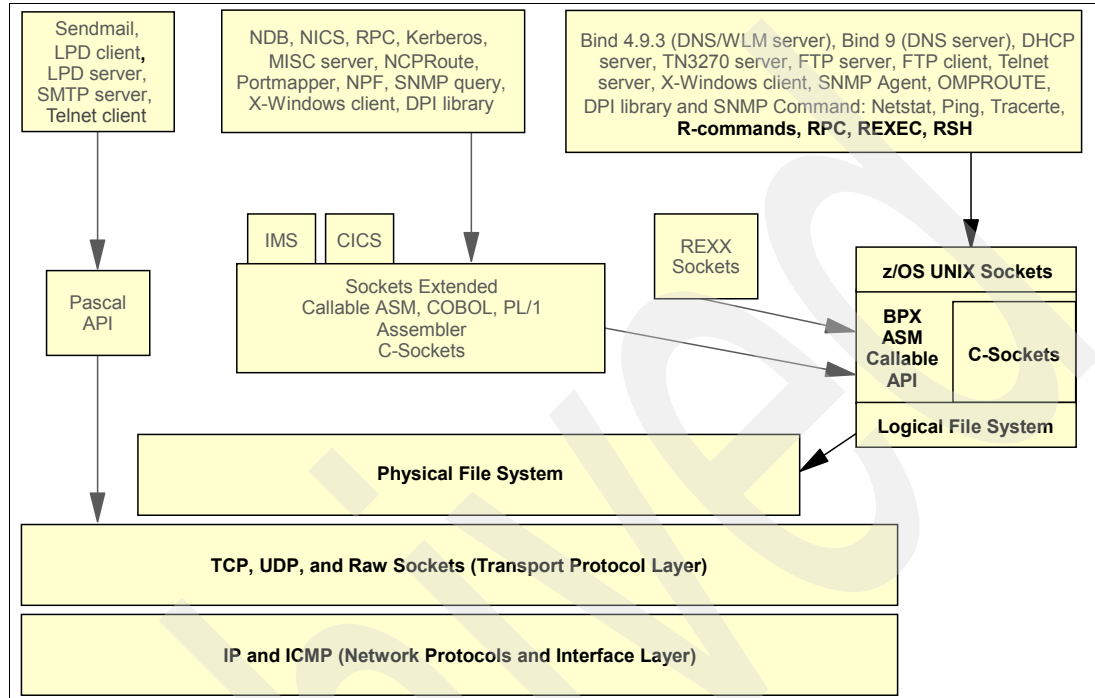 Sendmail,
LPD client,
LPD server,
SMTP server,
Telnet client
NDB, NICS, RPC, Kerberos,
MISC server, NCPRoute,
Portmapper, NPF, SNMP query,
X-Windows client, DPI library
Bind 4.9.3 (DNS/WLM server), Bind 9 (DNS server), DHCP
server, TN3270 server, FTP server, FTP client, Telnet
server, X-Windows client, SNMP Agent, OMPROUTE,
DPI library and SNMP Command: Netstat, Ping, Tracerte,
R-commands, RPC, REXEC, RSH
IMS
CICS
REXX
Sockets
Pascal
API
Sockets Extended
Callable ASM, COBOL, PL/1
Assembler
C-Sockets
z/OS UNIX Sockets
BPX
ASM
Callable
API
C-Sockets
Logical File System
Physical File System
TCP, UDP, and Raw Sockets (Transport Protocol Layer)
IP and ICMP (Network Protocols and Interface Layer)